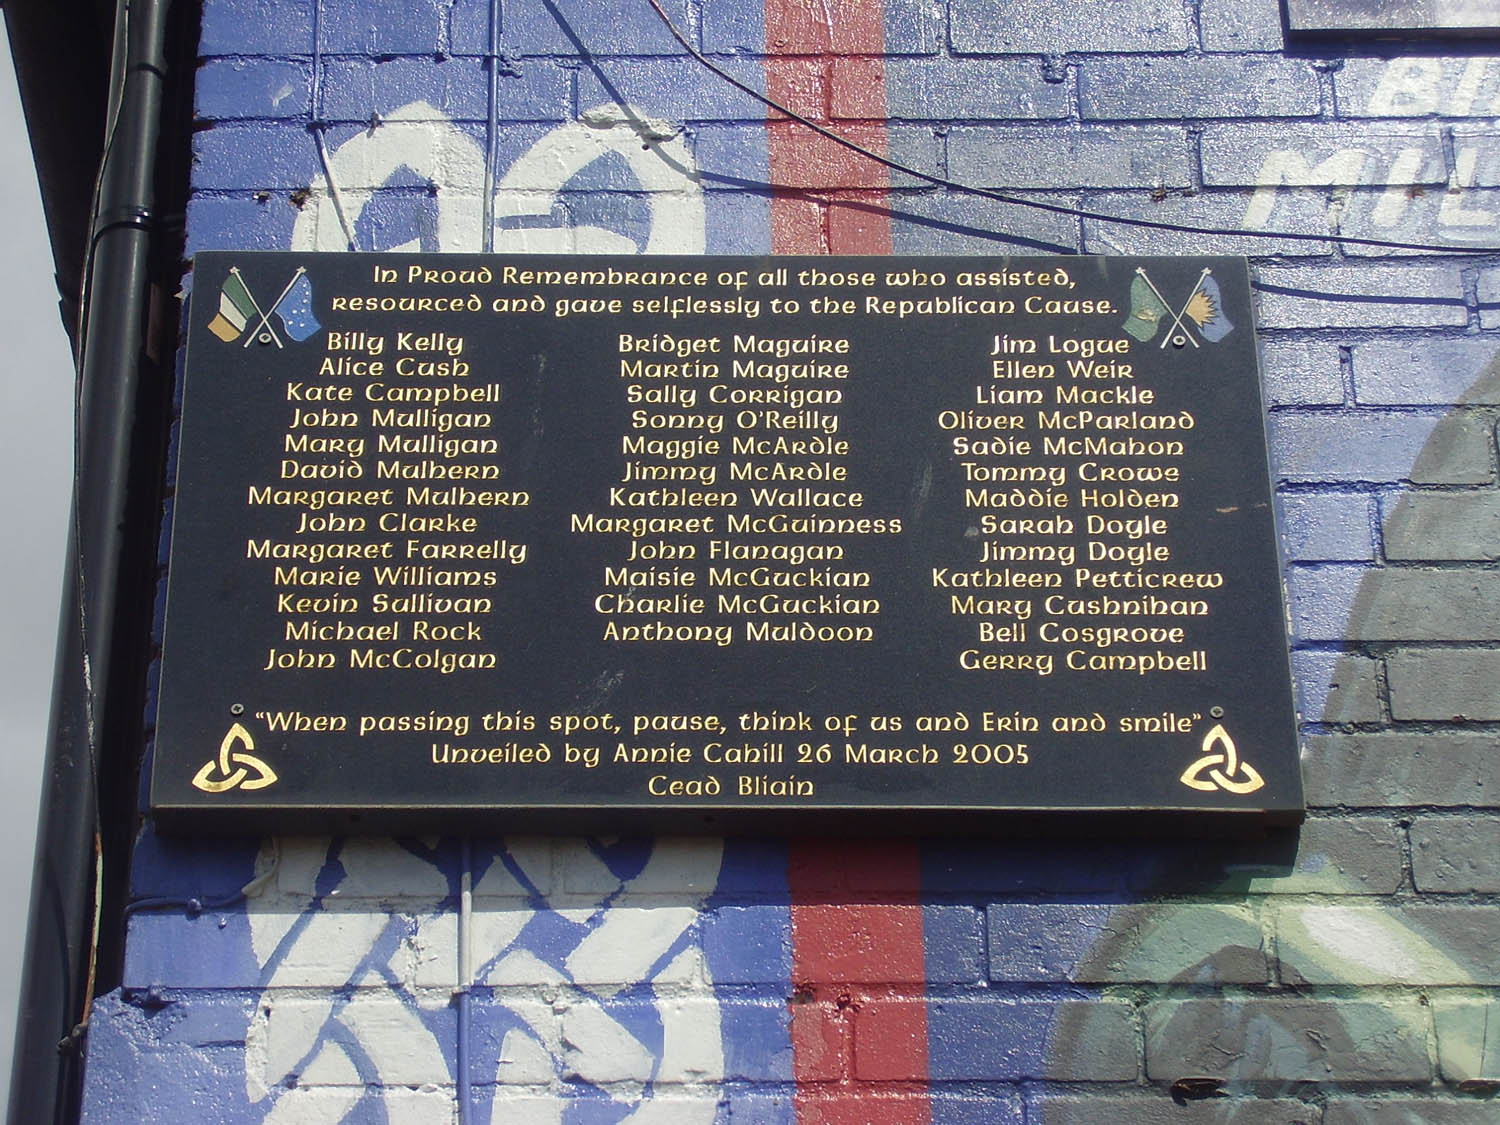 In Proud Remembrance of all those who assisted,
resourced and gave selflessly to the Republican Cause.
Billy Kelly
Alice Cush
Kate Campbell
John Mulligan
Mary Mulligan
David Mulhern
Margaret Mulhern
John Clarke
Margaret Farrelly
Marie Williams
Kevin Sullivan
Michael Rock
John McColgan
Bridget Maguire
Martin Maguire
Sally Corrigan
Sonny O'Reilly
Maggie McArdle
Jimmy McArdle
Kathleen Wallace
Margaret McGuinness
John Flanagan
Maisie McGuckian
Charlie McGuckian
Anthony Muldoon
Jim Logue
Ellen Weir
Liam Mackle
Oliver McParland
Sadie McMahon
Tommy Crowe
Maddie Holden
Sarah Doyle
Jimmy Doyle
Kathleen Petticrew
Mary Cushnihan
Bell Cosgrove
Gerry Campbell
"When passing this spot, pause, think of us and Erin and smile"
Unveiled by Annie Cahill 26 March 2005
Cead Bliain